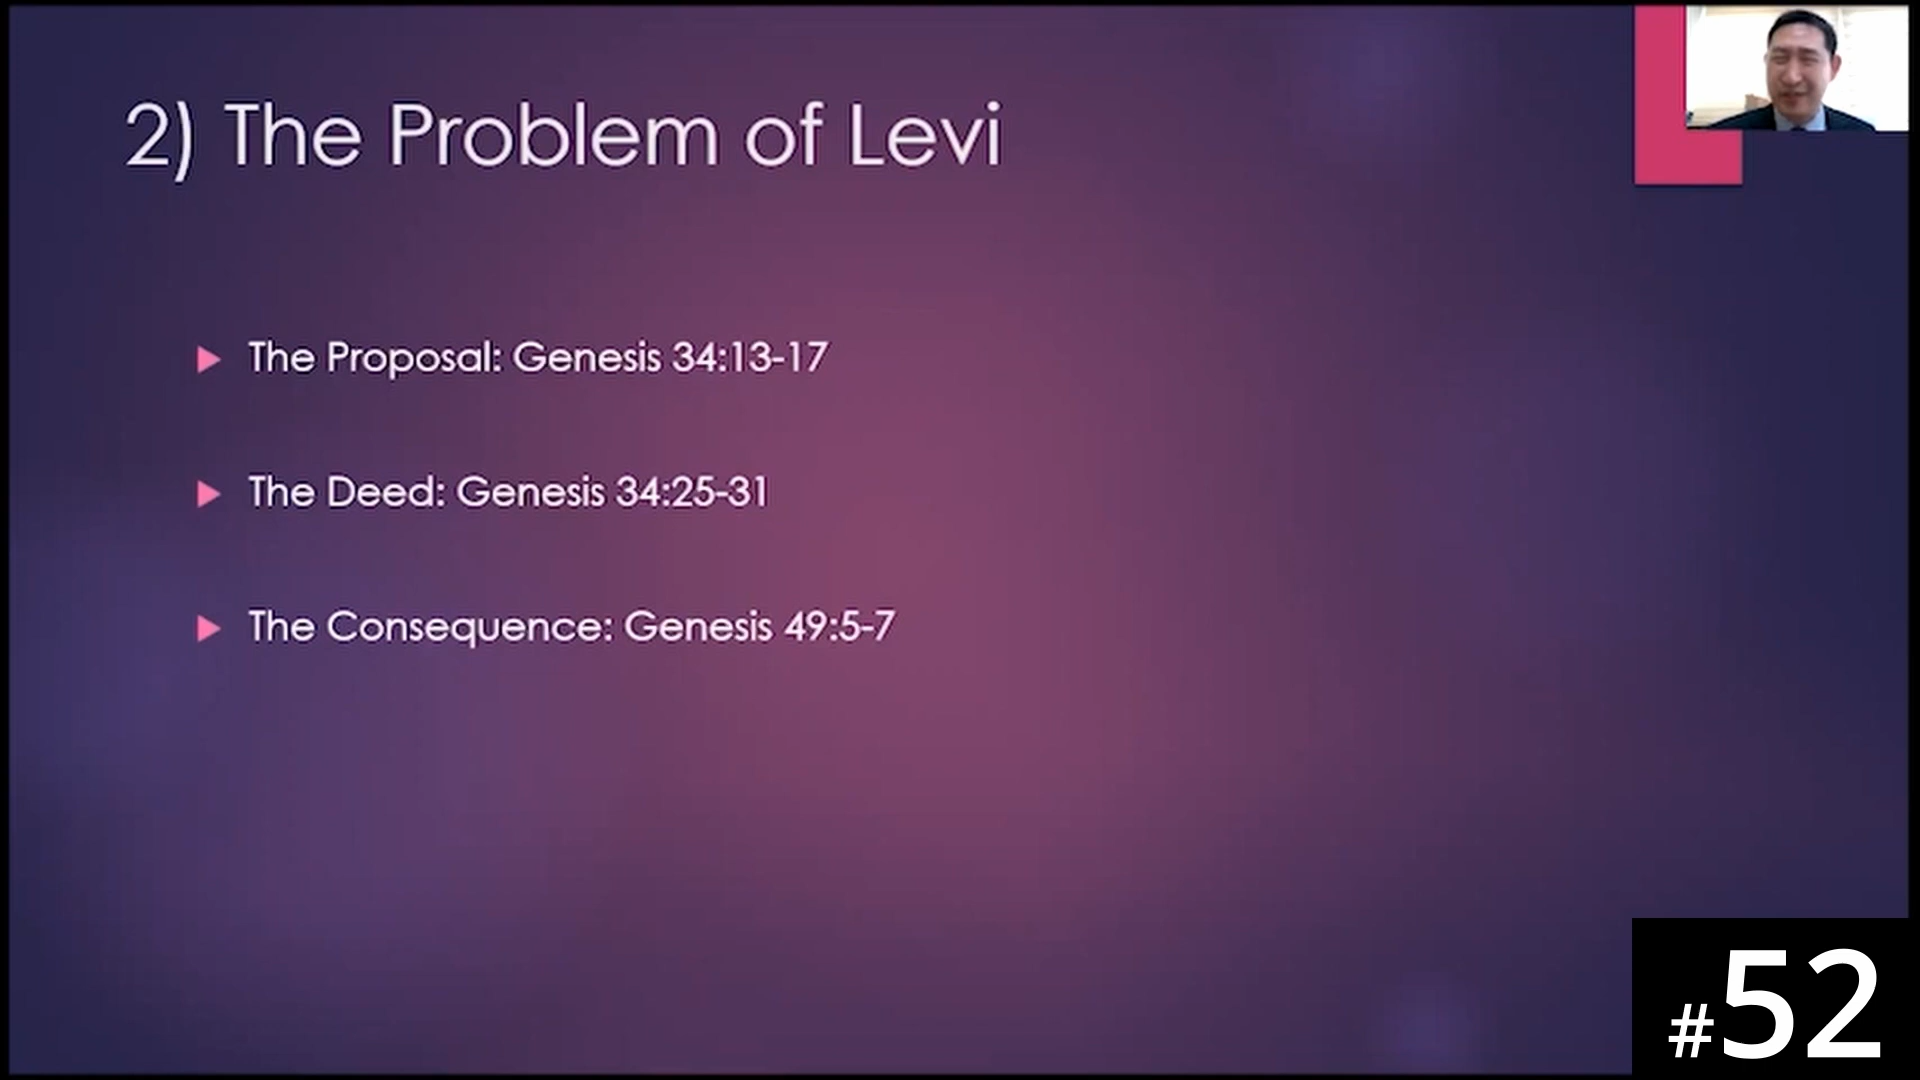 2) The Problem of Levi
The Proposal: Genesis 34:13-17
The Deed: Genesis 34:25-31
The Consequence: Genesis 49:5-7
#52